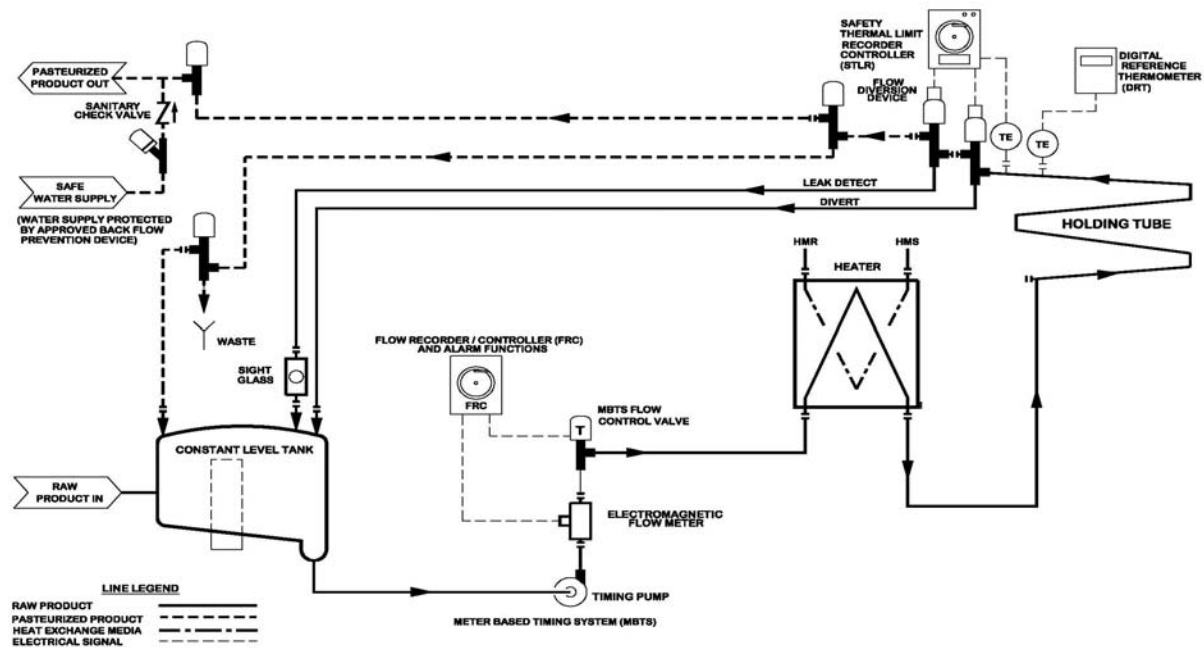 SAFETY
THERMAL LIMIT
RECORDER
CONTROLLER
(STLR)
FLOW
DIVERSION
DEVICE
DIGITAL
REFERENCE
THERMOMETER
(DRT)
TE
TE
PASTEURIZED
PRODUCT OUT
SANITARY
CHECK VALVE
SAFE
WATER SUPPLY
(WATER SUPPLY PROTECTED
BY APPROVED BACK FLOW
PREVENTION DEVICE)
LEAK DETECT
DIVERT
HOLDING TUBE
HMR
HMS
HEATER
WASTE
SIGHT
GLASS
FLOW RECORDER / CONTROLLER (FRC)
AND ALARM FUNCTIONS
FRC
MBTS FLOW
CONTROL VALVE
T
CONSTANT LEVEL TANK
RAW
PRODUCT IN
ELECTROMAGNETIC
FLOW METER
TIMING PUMP
METER BASED TIMING SYSTEM (MBTS)
LINE LEGEND
RAW PRODUCT
PASTEURIZED PRODUCT
HEAT EXCHANGE MEDIA
ELECTRICAL SIGNAL